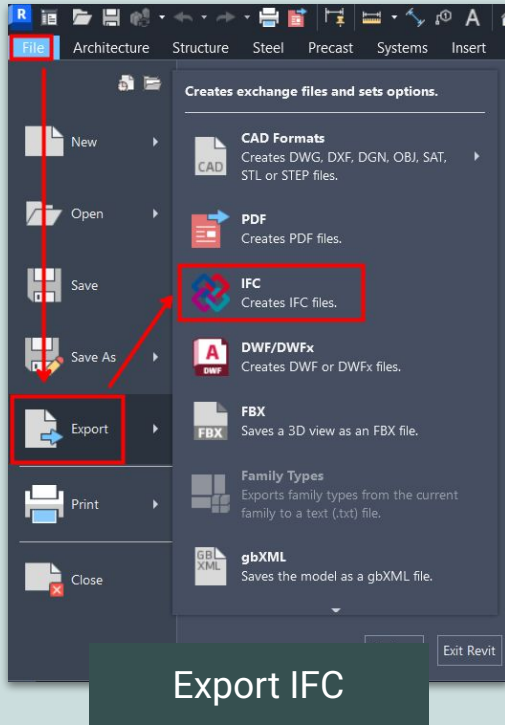 R
A
File Architecture Structure Steel Precast Systems Insert
Creates exchange files and sets options.
New
CAD
CAD Formats
Creates DWG, DXF, DGN, OBJ, SAT,
STL or STEP files.
Open
PDF
Creates PDF files.
Save
IFC
Creates IFC files.
Save As
A
DWF
DWF/DWFx
Creates DWF or DWFx files.
Export
FBX
FBX
Saves a 3D view as an FBX file.
Family Types
Exports family types from the current
family to a text (.txt) file.
Print
GB
XML
gbXML
Saves the model as a gbXML file.
Close
Exit Revit
Export IFC